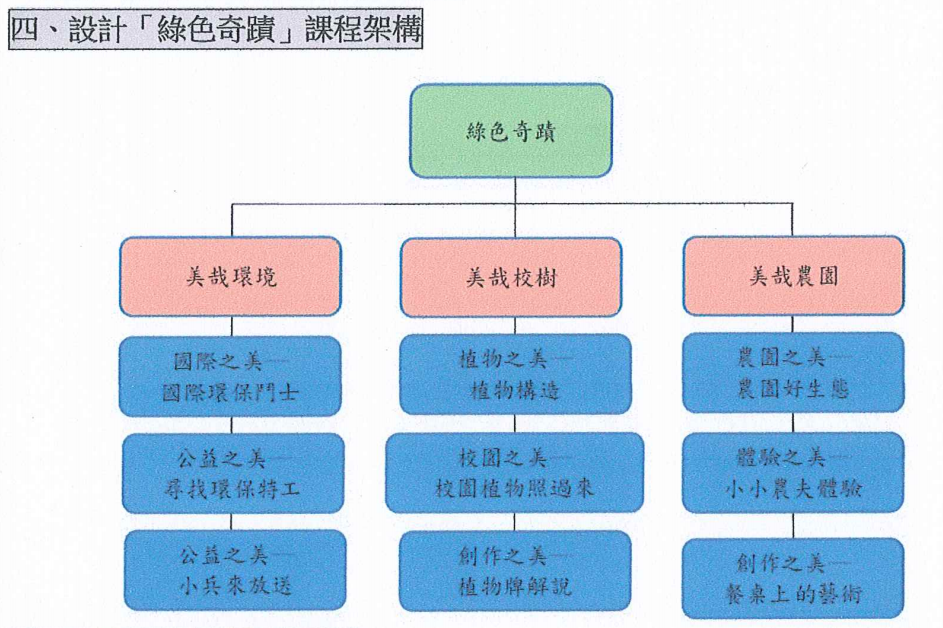 四、設計「綠色奇蹟」課程架構
綠色奇蹟
美哉環境
國際之美—
國際環保鬥士
公益之美—
尋找環保特工
公益之美—
小兵來放送
美哉校樹
植物之美—
植物構造
校園之美—
校園植物照過來
創作之美—
植物牌解說
美哉農園
農園之美—
農園好生態
體驗之美—
小小農夫體驗
創作之美—
餐桌上的藝術